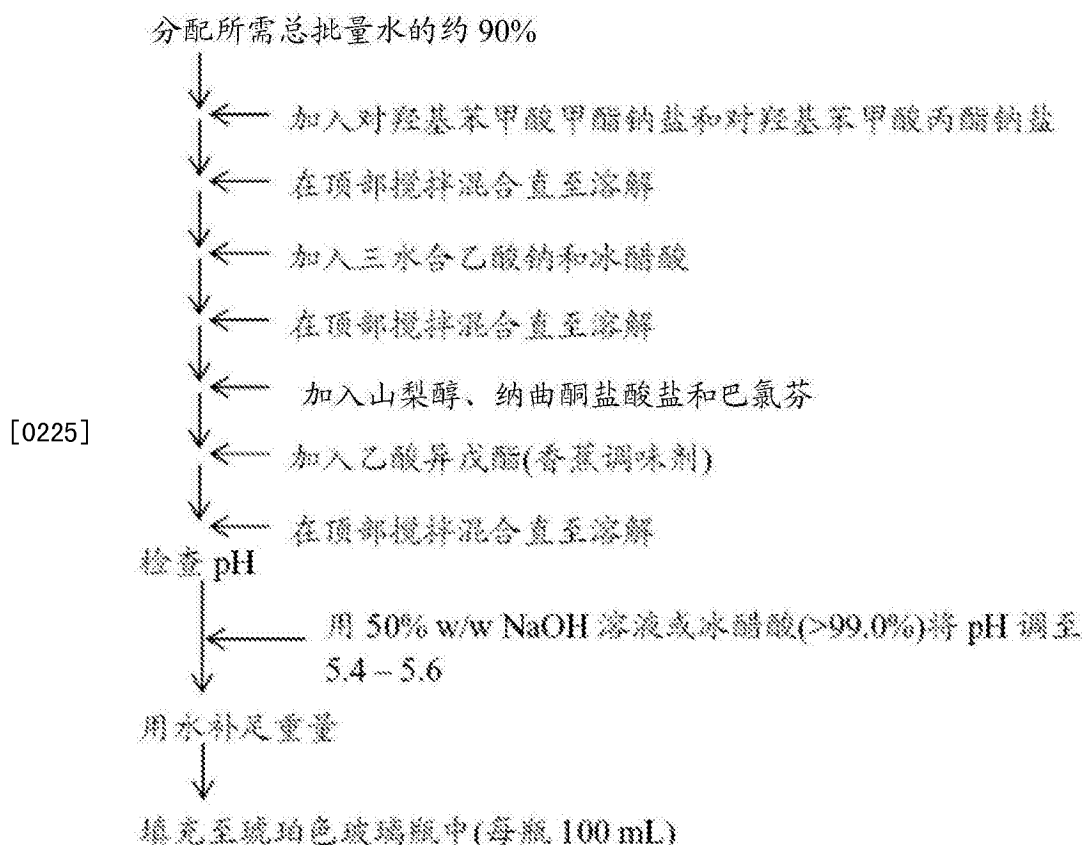 分配所需总批量水的约 90%
加入对羟基苯甲酸甲酯钠盐和对羟基苯甲酸丙酯钠盐
在顶部搅拌混合直至溶解
加入三水合乙酸钠和冰醋酸
在顶部搅拌混合直至溶解
加入山梨醇、纳曲酮盐酸盐和巴氯芬
[0225]
加入乙酸异戊酯(香蕉调味剂)
在顶部搅拌混合直至溶解
检查 pH
用 50% w/w NaOH 溶液或冰醋酸(>99.0%)将 pH 调至
5.4 – 5.6
用水补足重量
填充至琥珀色玻璃瓶中(每瓶 100 mL)